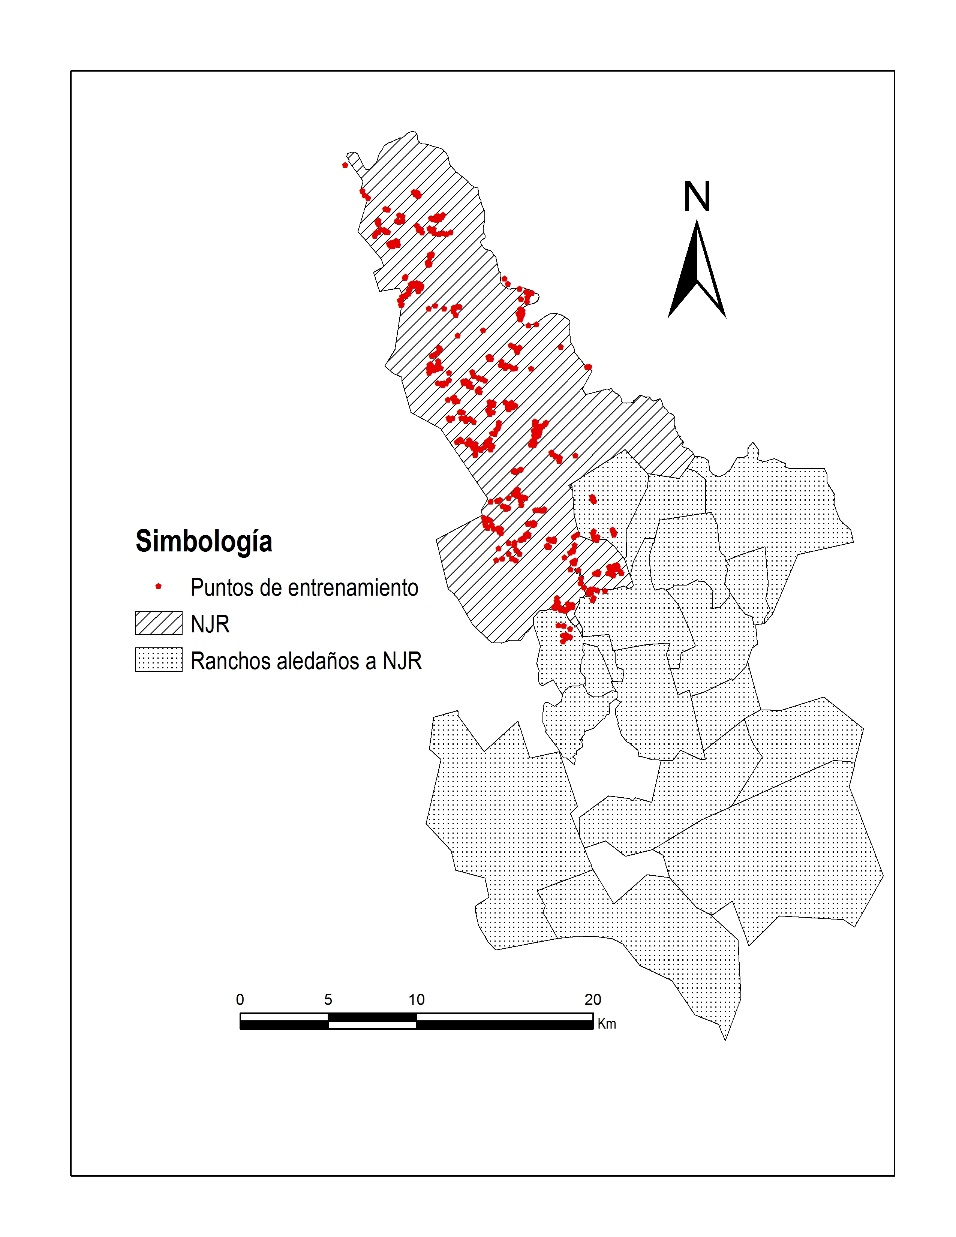 N
Simbología
Puntos de entrenamiento
NJR
Ranchos aledaños a NJR
0 5 10 20
Km